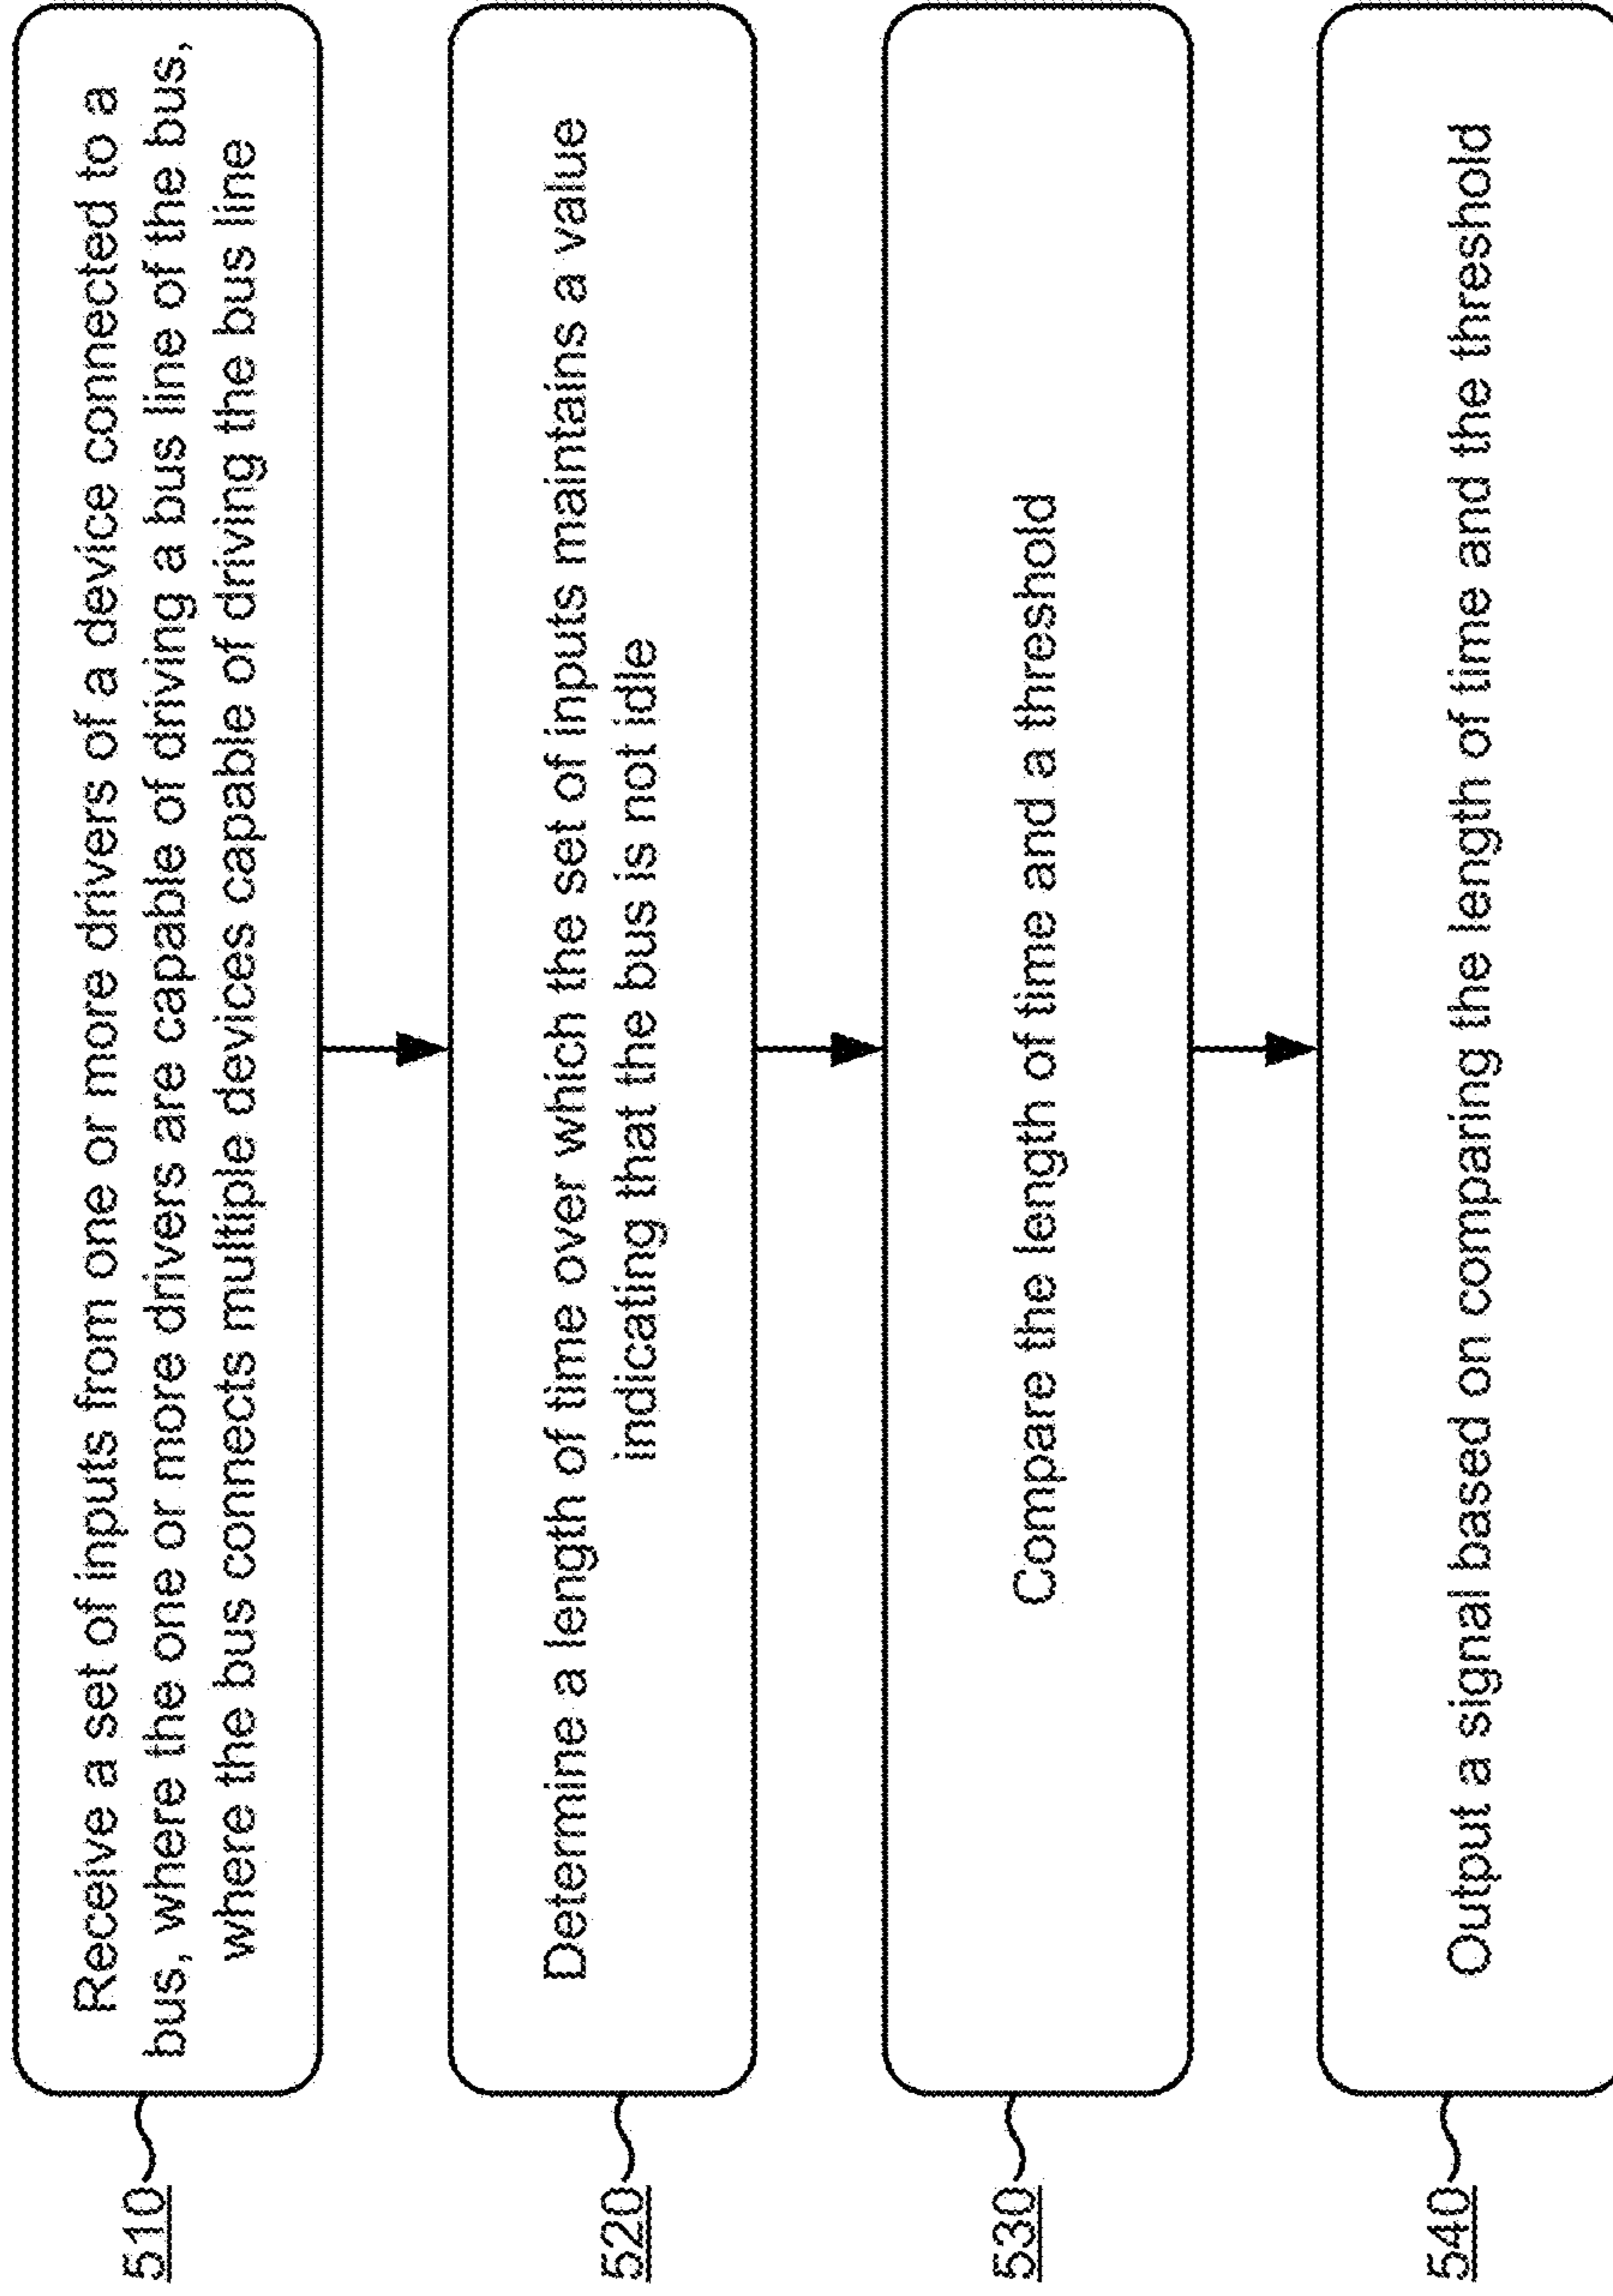 510
Receive a set of inputs from one or more drivers of a device connected to a
bus, where the one or more drivers are capable of driving a bus line of the bus,
where the bus connects multiple devices capable of driving the bus line
520
Determine a length of time over which the set of inputs maintains a value
indicating that the bus is not idle
530
Compare the length of time and a threshold
540
Output a signal based on comparing the length of time and the threshold